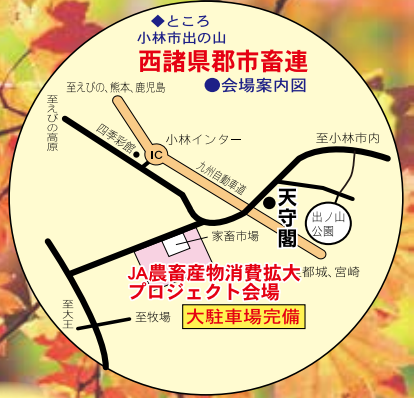 ◆ところ
小林市出の山
西諸県郡市畜連
●会場案内図
至えびの、熊本、鹿児島
至えびの高原
四季彩館
小林インター
IC
九州自動車道
至小林市内
天守閣
出ノ山
公園
家畜市場
都城、宮崎
JA農畜産物消費拡大
プロジェクト会場
大駐車場完備
至大王
至牧場